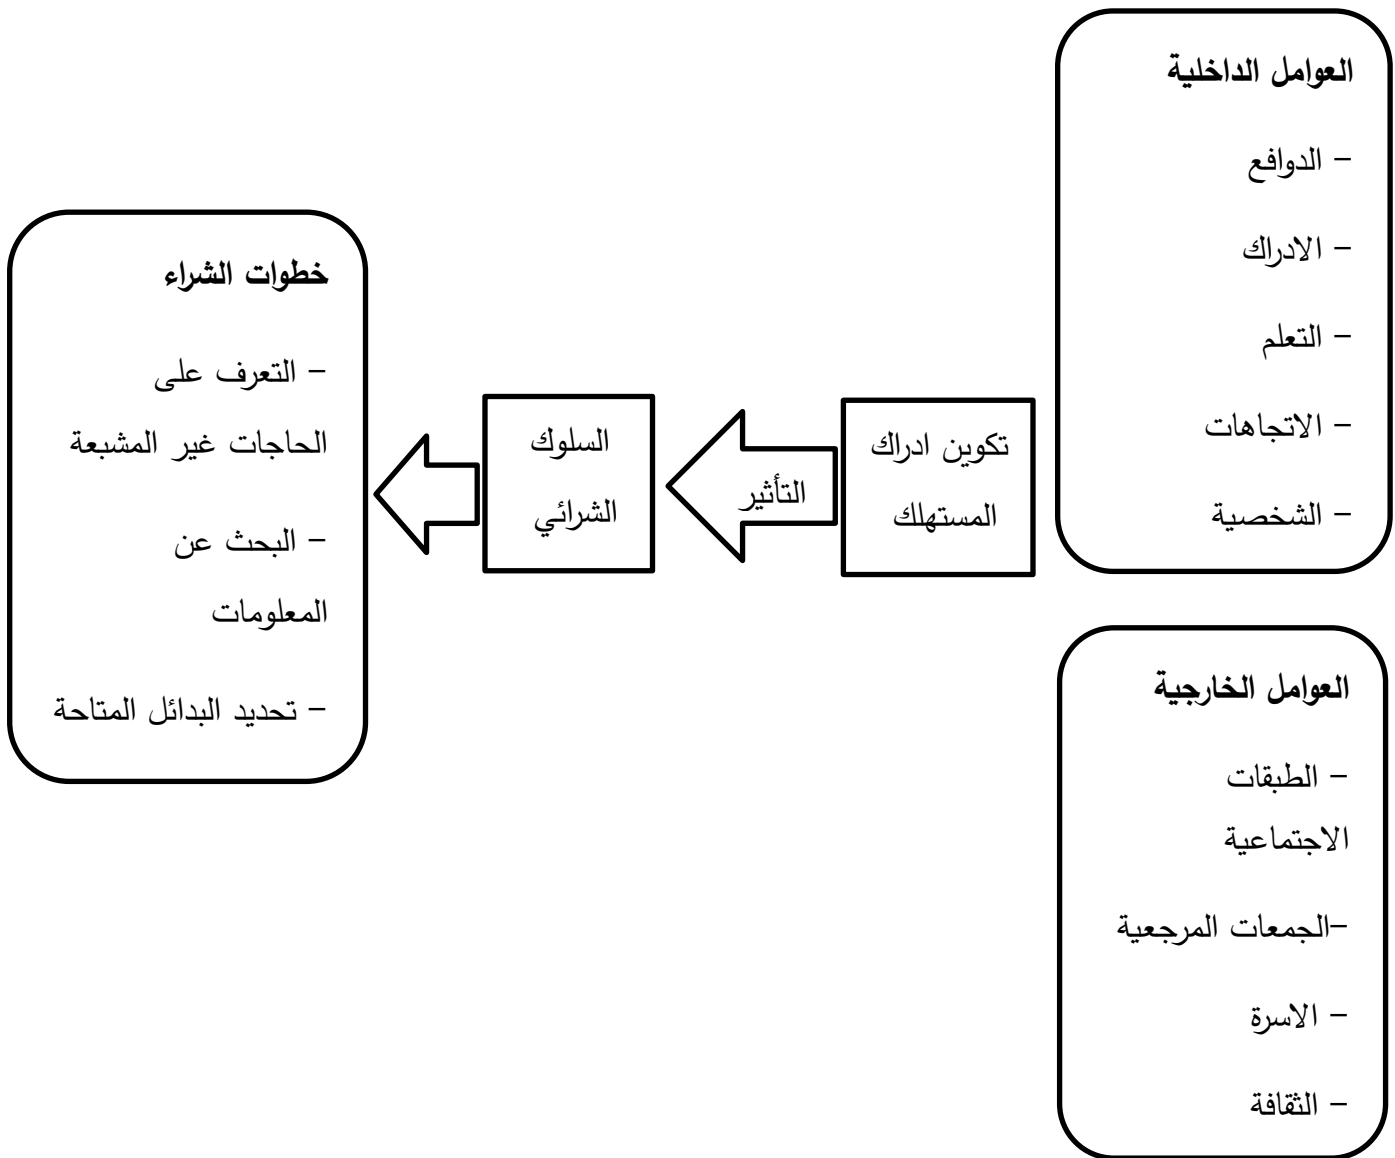 العوامل الداخلية
– الدوافع
– الادراك
– التعلم
– الاتجاهات
– الشخصية
العوامل الخارجية
– الطبقات
الاجتماعية
–الجمعات المرجعية
– الاسرة
– الثقافة
تكوين ادراك
المستهلك
التأثير
السلوك
الشرائي
خطوات الشراء
– التعرف على
الحاجات غير المشبعة
– البحث عن
المعلومات
– تحديد البدائل المتاحة